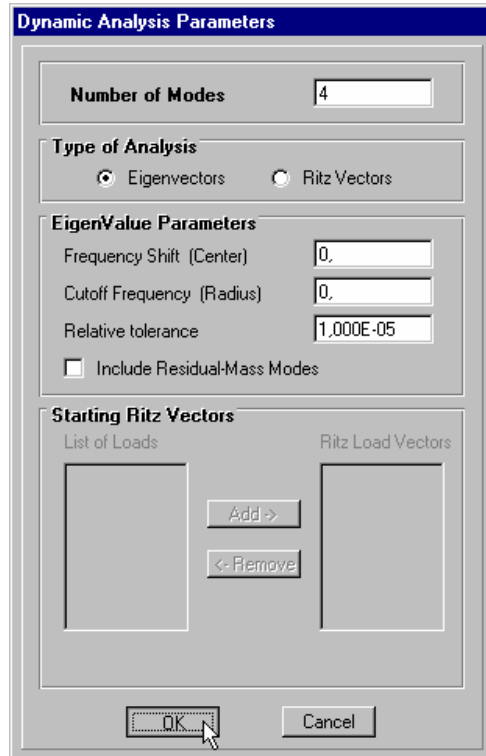 Dynamic Analysis Parameters
Number of Modes 4
Type of Analysis
Eigenvectors Ritz Vectors
EigenValue Parameters
Frequency Shift (Center) 0,
Cutoff Frequency (Radius) 0,
Relative tolerance 1,000E-05
Include Residual-Mass Modes
Starting Ritz Vectors
List of Loads Ritz Load Vectors
Add ->
<- Remove
OK Cancel